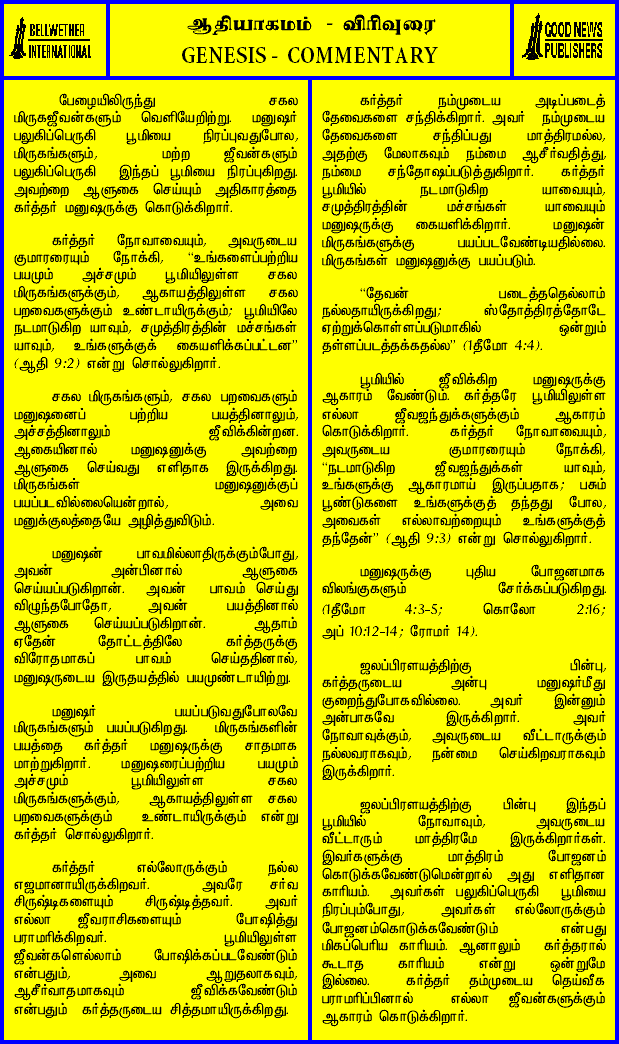 BELLWETHER
INTERNATIONAL
ஆதியாகமம் - விரிவுரை
GENESIS - COMMENTARY
GOOD NEWS
PUBLISHERS
பேழையிலிருந்து சகல
மிருகஜீவன்களும் வெளியேறிற்று. மனுஷர்
பலுகிப்பெருகி பூமியை நிரப்புவதுபோல,
மிருகங்களும், மற்ற ஜீவன்களும்
பலுகிப்பெருகி இந்தப் பூமியை நிரப்புகிறது.
அவற்றை ஆளுகை செய்யும் அதிகாரத்தை
கர்த்தர் மனுஷருக்கு கொடுக்கிறார்.
கர்த்தர் நோவாவையும், அவருடைய
குமாரரையும் நோக்கி, “உங்களைப்பற்றிய
பயமும் அச்சமும் பூமியிலுள்ள சகல
மிருகங்களுக்கும், ஆகாயத்திலுள்ள சகல
பறவைகளுக்கும் உண்டாயிருக்கும்; பூமியிலே
நடமாடுகிற யாவும், சமுத்திரத்தின் மச்சங்கள்
யாவும், உங்களுக்குக் கையளிக்கப்பட்டன”
(ஆதி 9:2) என்று சொல்லுகிறார்.
சகல மிருகங்களும், சகல பறவைகளும்
மனுஷனைப் பற்றிய பயத்தினாலும்,
அச்சத்தினாலும் ஜீவிக்கின்றன.
ஆகையினால் மனுஷனுக்கு அவற்றை
ஆளுகை செய்வது எளிதாக இருக்கிறது.
மிருகங்கள் மனுஷனுக்குப்
பயப்படவில்லையென்றால், அவை
மனுக்குலத்தையே அழித்துவிடும்.
மனுஷன் பாவமில்லாதிருக்கும்போது,
அவன் அன்பினால் ஆளுகை
செய்யப்படுகிறான். அவன் பாவம் செய்து
விழுந்தபோதோ, அவன் பயத்தினால்
ஆளுகை செய்யப்படுகிறான். ஆதாம்
ஏதேன் தோட்டத்திலே கர்த்தருக்கு
விரோதமாகப் பாவம் செய்ததினால்,
மனுஷருடைய இருதயத்தில் பயமுண்டாயிற்று.
மனுஷர் பயப்படுவதுபோலவே
மிருகங்களும் பயப்படுகிறது. மிருகங்களின்
பயத்தை கர்த்தர் மனுஷருக்கு சாதமாக
மாற்றுகிறார். மனுஷரைப்பற்றிய பயமும்
அச்சமும் பூமியிலுள்ள சகல
மிருகங்களுக்கும், ஆகாயத்திலுள்ள சகல
பறவைகளுக்கும் உண்டாயிருக்கும் என்று
கர்த்தர் சொல்லுகிறார்.
கர்த்தர் எல்லோருக்கும் நல்ல
எஜமானாயிருக்கிறவர். அவரே சர்வ
சிருஷ்டிகளையும் சிருஷ்டித்தவர். அவர்
எல்லா ஜீவராசிகளையும் போஷித்து
பராமரிக்கிறவர். பூமியிலுள்ள
ஜீவன்களெல்லாம் போஷிக்கப்படவேண்டும்
என்பதும், அவை ஆறுதலாகவும்,
ஆசீர்வாதமாகவும் ஜீவிக்கவேண்டும்
என்பதும் கர்த்தருடைய சித்தமாயிருக்கிறது.
கர்த்தர் நம்முடைய அடிப்படைத்
தேவைகளை சந்திக்கிறார். அவர் நம்முடைய
தேவைகளை சந்திப்பது மாத்திரமல்ல,
அதற்கு மேலாகவும் நம்மை ஆசீர்வதித்து,
நம்மை சந்தோஷப்படுத்துகிறார். கர்த்தர்
பூமியில் நடமாடுகிற யாவையும்,
சமுத்திரத்தின் மச்சங்கள் யாவையும்
மனுஷருக்கு கையளிக்கிறார். மனுஷன்
மிருகங்களுக்கு பயப்படவேண்டியதில்லை.
மிருகங்கள் மனுஷனுக்கு பயப்படும்.
“தேவன் படைத்ததெல்லாம்
நல்லதாயிருக்கிறது; ஸ்தோத்திரத்தோடே
ஏற்றுக்கொள்ளப்படுமாகில் ஒன்றும்
தள்ளப்படத்தக்கதல்ல” (1தீமோ 4:4).
பூமியில் ஜீவிக்கிற மனுஷருக்கு
ஆகாரம் வேண்டும். கர்த்தரே பூமியிலுள்ள
எல்லா ஜீவஜந்துக்களுக்கும் ஆகாரம்
கொடுக்கிறார். கர்த்தர் நோவாவையும்,
அவருடைய குமாரரையும் நோக்கி,
“நடமாடுகிற ஜீவஜந்துக்கள் யாவும்,
உங்களுக்கு ஆகாரமாய் இருப்பதாக; பசும்
பூண்டுகளை உங்களுக்குத் தந்தது போல,
அவைகள் எல்லாவற்றையும் உங்களுக்குத்
தந்தேன்” (ஆதி 9:3) என்று சொல்லுகிறார்.
மனுஷருக்கு புதிய போஜனமாக
விலங்குகளும் சேர்க்கப்படுகிறது.
(1தீமோ 4:3-5; கொலோ 2:16;
அப் 10:12-14; ரோமர் 14).
ஜலப்பிரளயத்திற்கு பின்பு,
கர்த்தருடைய அன்பு மனுஷர்மீது
குறைந்துபோகவில்லை. அவர் இன்னும்
அன்பாகவே இருக்கிறார். அவர்
நோவாவுக்கும், அவருடைய வீட்டாருக்கும்
நல்லவராகவும், நன்மை செய்கிறவராகவும்
இருக்கிறார்.
ஜலப்பிரளயத்திற்கு பின்பு இந்தப்
பூமியில் நோவாவும், அவருடைய
வீட்டாரும் மாத்திரமே இருக்கிறார்கள்.
இவர்களுக்கு மாத்திரம் போஜனம்
கொடுக்கவேண்டுமென்றால் அது எளிதான
காரியம். அவர்கள் பலுகிப்பெருகி பூமியை
நிரப்பும்போது, அவர்கள் எல்லோருக்கும்
போஜனம்கொடுக்கவேண்டும் என்பது
மிகப்பெரிய காரியம். ஆனாலும் கர்த்தரால்
கூடாத காரியம் என்று ஒன்றுமே
இல்லை. கர்த்தர் தம்முடைய தெய்வீக
பராமரிப்பினால் எல்லா ஜீவன்களுக்கும்
ஆகாரம் கொடுக்கிறார்.